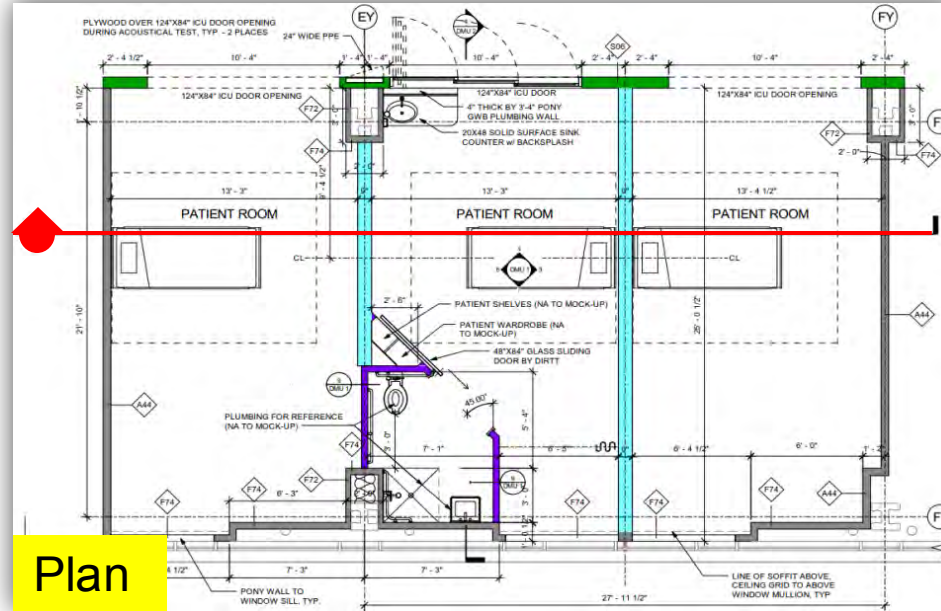 PLYWOOD OVER 124"X84" ICU DOOR OPENING
DURING ACOUSTICAL TEST, TYP. - 2 PLACES
24" WIDE PPE
EY
FY
S06
2' - 4 1/2"
10' - 4"
1' - 4"
1' - 4"
10' - 4"
2' - 4"
2' - 4"
10' - 4"
2' - 4"
124"X84" ICU DOOR OPENING
124"X84" ICU DOOR
124"X84" ICU DOOR OPENING
4" THICK BY 3'-4" PONY
GWB PLUMBING WALL
20X48 SOLID SURFACE SINK
COUNTER w/ BACKSPLASH
F72
F74
F72
F74
2' - 0"
2' - 0"
13' - 3"
13' - 3"
13' - 4 1/2"
PATIENT ROOM
PATIENT ROOM
PATIENT ROOM
CL
CL
DMU 1
21' - 10"
25' - 0 1/2"
2' - 6"
PATIENT SHELVES (NA TO MOCK-UP)
PATIENT WARDROBE (NA
TO MOCK-UP)
48"X84" GLASS SLIDING
DOOR BY DIRTT
A44
A44
9
DMU 1
45.00°
5' - 4"
PLUMBING FOR REFERENCE
(NA TO MOCK-UP)
F74
3' - 0"
7' - 1"
6' - 5"
6' - 4 1/2"
6' - 0"
1' - 2"
F72
F74
F74
6' - 3"
3' - 0"
F74
F74
F74
A44
7' - 3"
7' - 3"
PONY WALL TO
WINDOW SILL, TYP.
LINE OF SOFFIT ABOVE,
CEILING GRID TO ABOVE
WINDOW MULLION, TYP
27' - 11 1/2"
Plan